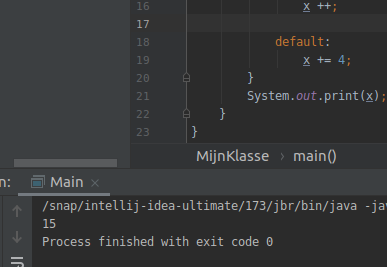 16 x ++;
17
18 default:
19 x += 4;
20 }
21 System.out.print(x);
22 }
23 }
MijnKlasse › main()
n: Main ×
/snap/intellij-idea-ultimate/173/jbr/bin/java -jav
15
Process finished with exit code 0